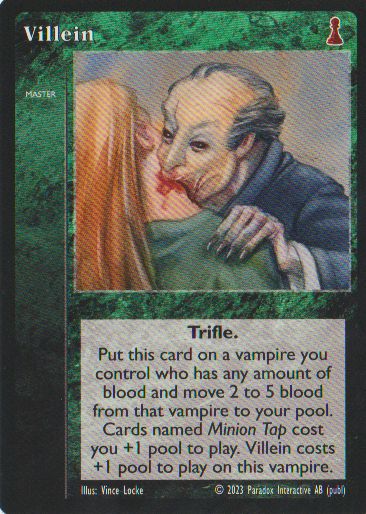 Villein
MASTER
Trifle.
Put this card on a vampire you
control who has any amount of
blood and move 2 to 5 blood
from that vampire to your pool.
Cards named Minion Tap cost
you +1 pool to play. Villein costs
+1 pool to play on this vampire.
Illus: Vince Locke © 2023 Paradox Interactive AB (publ)